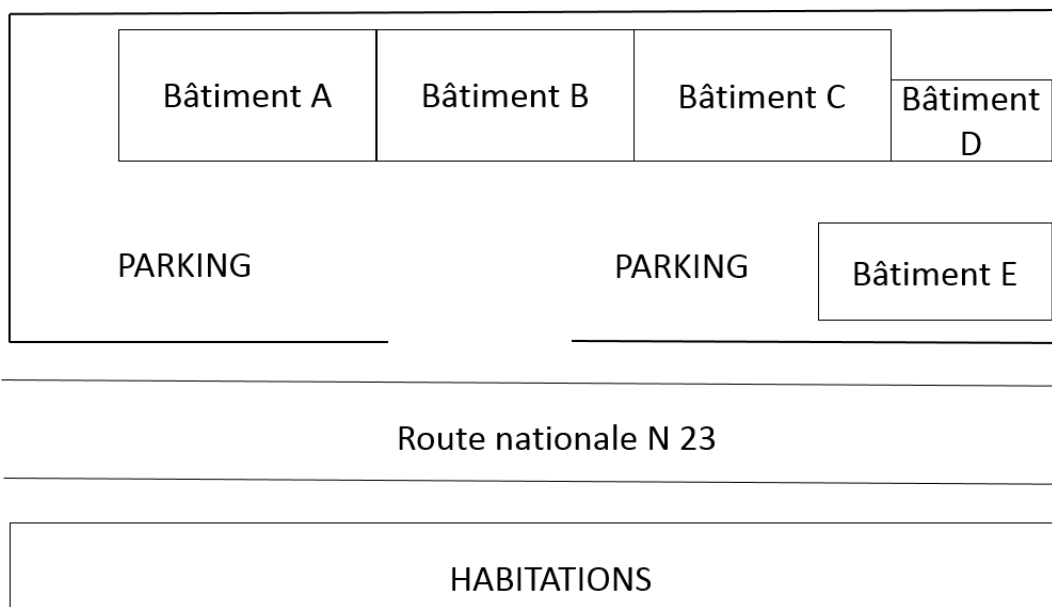 Bâtiment A
Bâtiment B
Bâtiment C
Bâtiment
D
PARKING
PARKING
Bâtiment E
Route nationale N 23
HABITATIONS